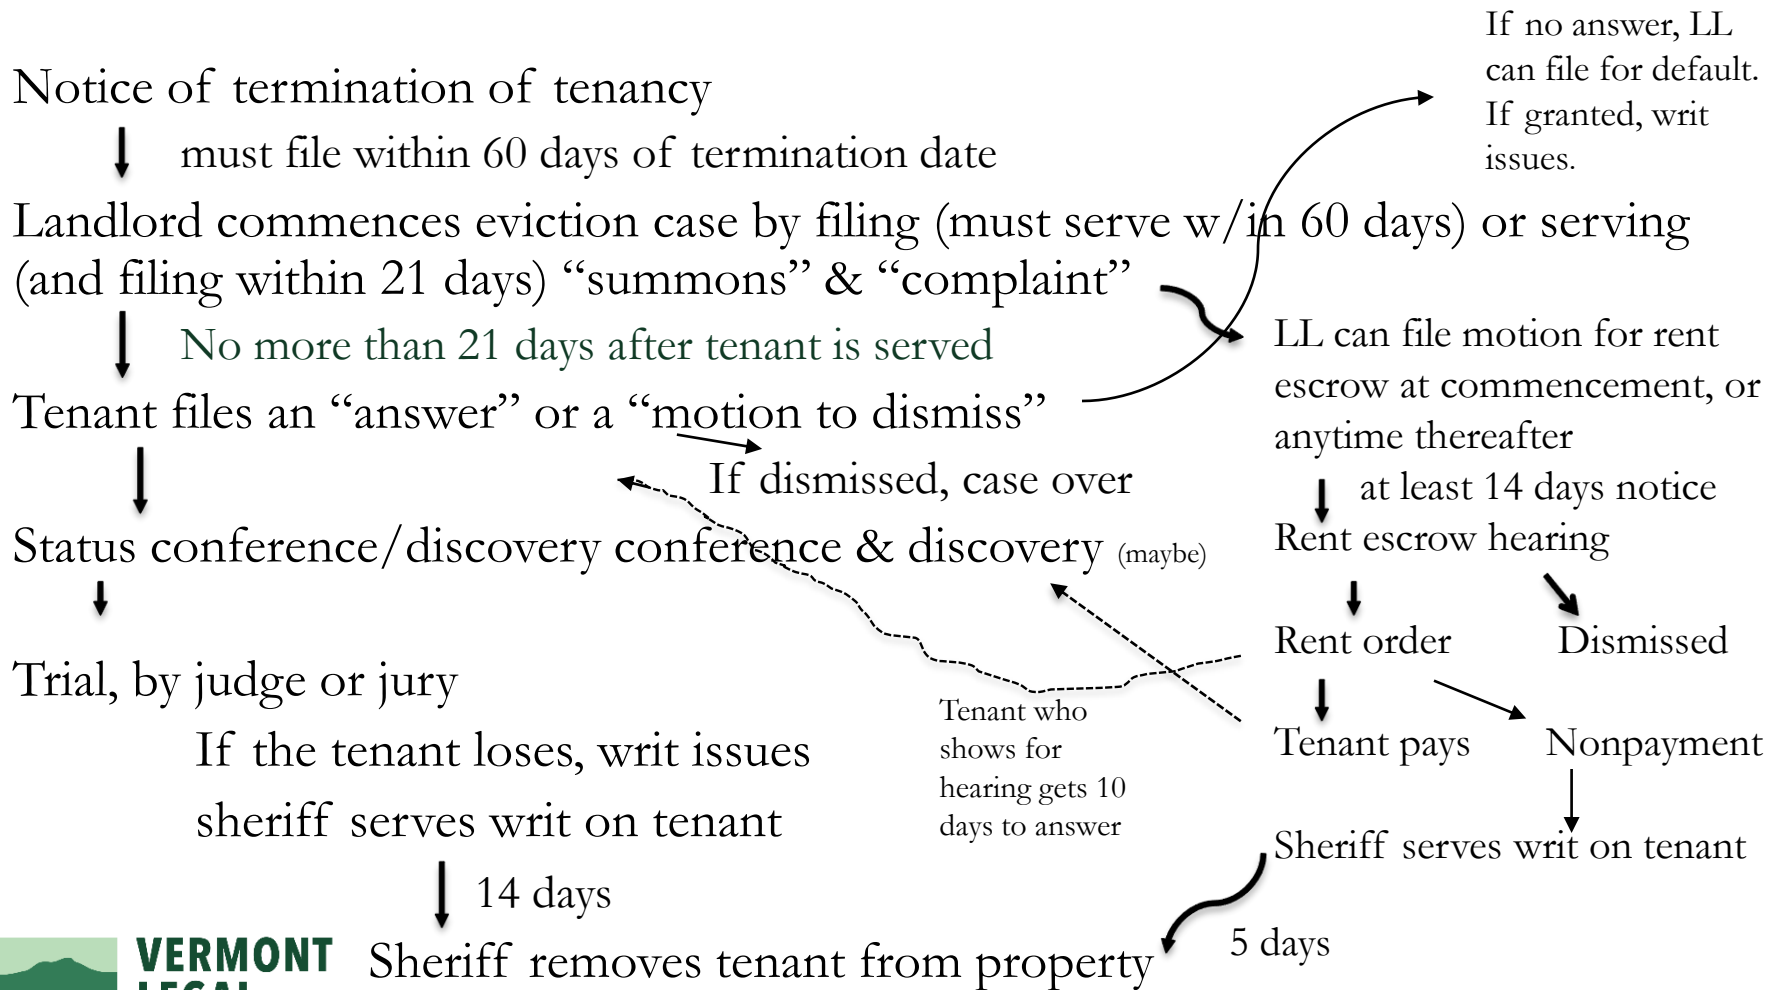 Notice of termination of tenancy
must file within 60 days of termination date
Landlord commences eviction case by filing (must serve w/in 60 days) or serving
(and filing within 21 days) “summons” & “complaint”
No more than 21 days after tenant is served
Tenant files an “answer” or a “motion to dismiss”
If dismissed, case over
Status conference/discovery conference & discovery (maybe)
Trial, by judge or jury
If the tenant loses, writ issues
sheriff serves writ on tenant
14 days
Sheriff removes tenant from property
If no answer, LL
can file for default.
If granted, writ
issues.
LL can file motion for rent
escrow at commencement, or
anytime thereafter
at least 14 days notice
Rent escrow hearing
Rent order
Dismissed
Tenant pays
Nonpayment
Sheriff serves writ on tenant
5 days
Tenant who
shows for
hearing gets 10
days to answer
VERMONT
LEGAL